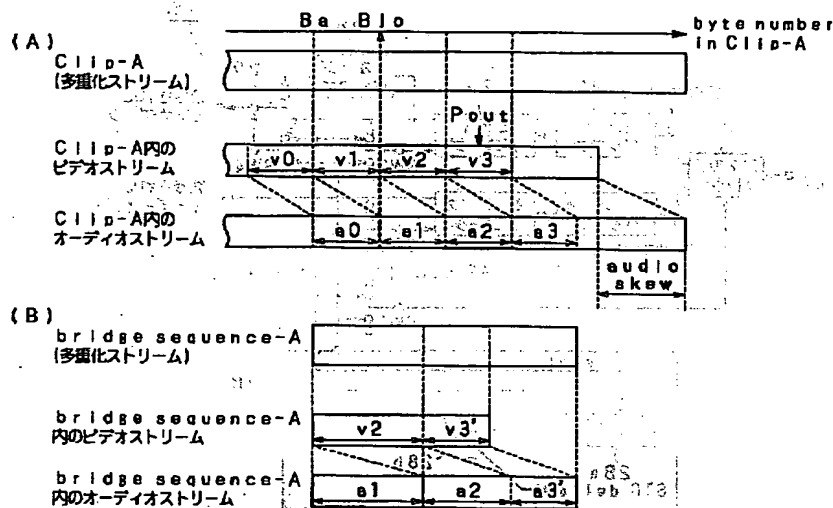 Ba Blo
byte number
in Clip-A
(A)
Clip-A
(多重化ストリーム)
Pout
Clip-A内の
ビデオストリーム
v0 v1 v2 v3
Clip-A内の
オーディオストリーム
a0 a1 a2 a3
audio
skew
(B)
bridge sequence-A
(多重化ストリーム)
bridge sequence-A
内のビデオストリーム
v2 v3'
bridge sequence-A
内のオーディオストリーム
a1 a2 a3'